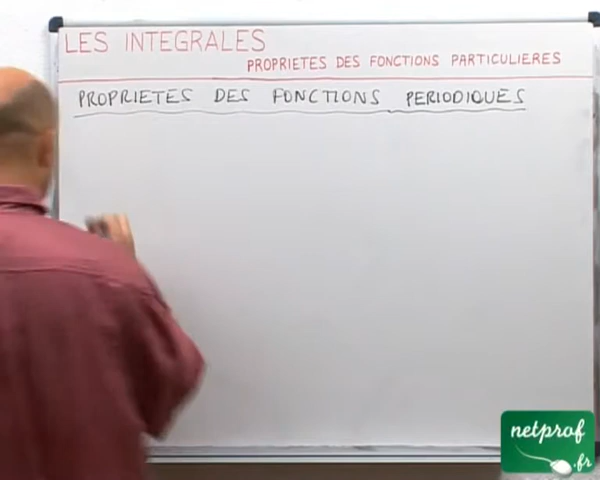 LES INTEGRALES
PROPRIETES DES FONCTIONS PARTICULIERES
PROPRIETES DES FONCTIONS PERIODIQUES
netprof
.fr